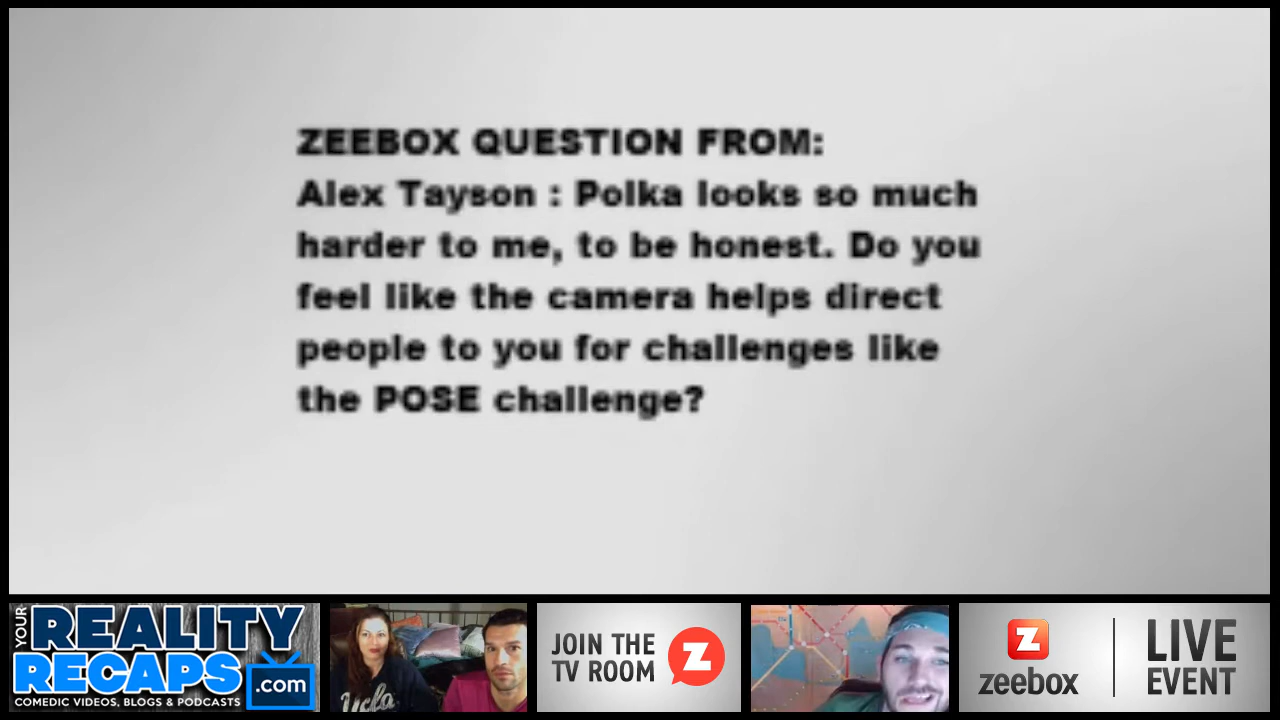 ZEEBOX QUESTION FROM:
Alex Tayson : Polka looks so much
harder to me, to be honest. Do you
feel like the camera helps direct
people to you for challenges like
the POSE challenge?
YOUR
REALITY
RECAPS
.com
COMEDIC VIDEOS, BLOGS & PODCASTS
Ucla
JOIN THE
TV ROOM
Z
Z
zeebox
LIVE
EVENT